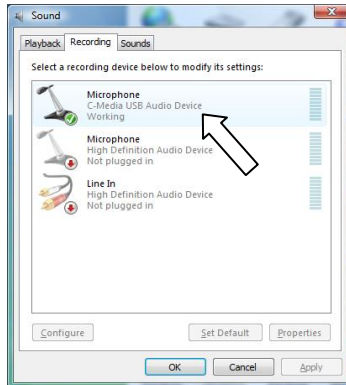 Sound
Playback Recording Sounds
Select a recording device below to modify its settings:
Microphone
C-Media USB Audio Device
Working
Microphone
High Definition Audio Device
Not plugged in
Line In
High Definition Audio Device
Not plugged in
Configure Set Default Properties
OK Cancel Apply